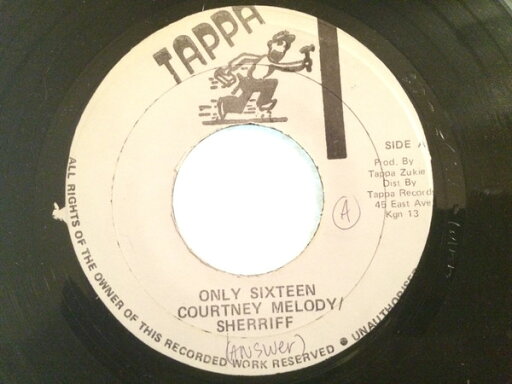 TAPPA
SIDE A
Prod. By
Tappa Zukie
Dist By
Tappa Records
45 East Ave
Kgn 13
A
ONLY SIXTEEN
COURTNEY MELODY/
SHERRIFF
(ANSWER)
ALL RIGHTS OF THE OWNER OF THIS RECORDED WORK RESERVED ● UNAUTHORISED